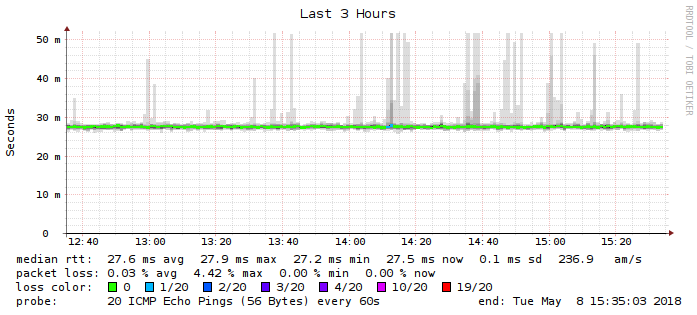 Last 3 Hours
RRDTOOL / TOBI OETIKER
Seconds
50 m
40 m
30 m
20 m
10 m
0
12:40 13:00 13:20 13:40 14:00 14:20 14:40 15:00 15:20
median rtt: 27.6 ms avg 27.9 ms max 27.2 ms min 27.5 ms now 0.1 ms sd 236.9 am/s
packet loss: 0.03 % avg 4.42 % max 0.00 % min 0.00 % now
loss color: 0 1/20 2/20 3/20 4/20 10/20 19/20
probe: 20 ICMP Echo Pings (56 Bytes) every 60s end: Tue May 8 15:35:03 2018